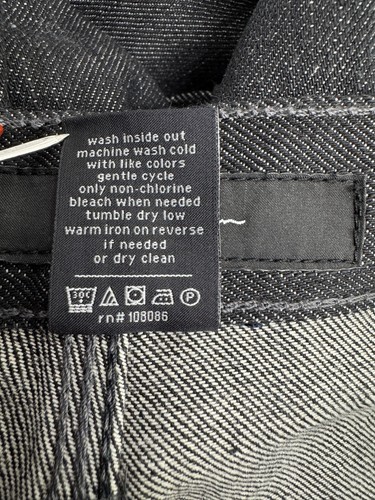 wash inside out
machine wash cold
with like colors
gentle cycle
only non-chlorine
bleach when needed
tumble dry low
warm iron on reverse
if needed
or dry clean
30C P
rn# 108086